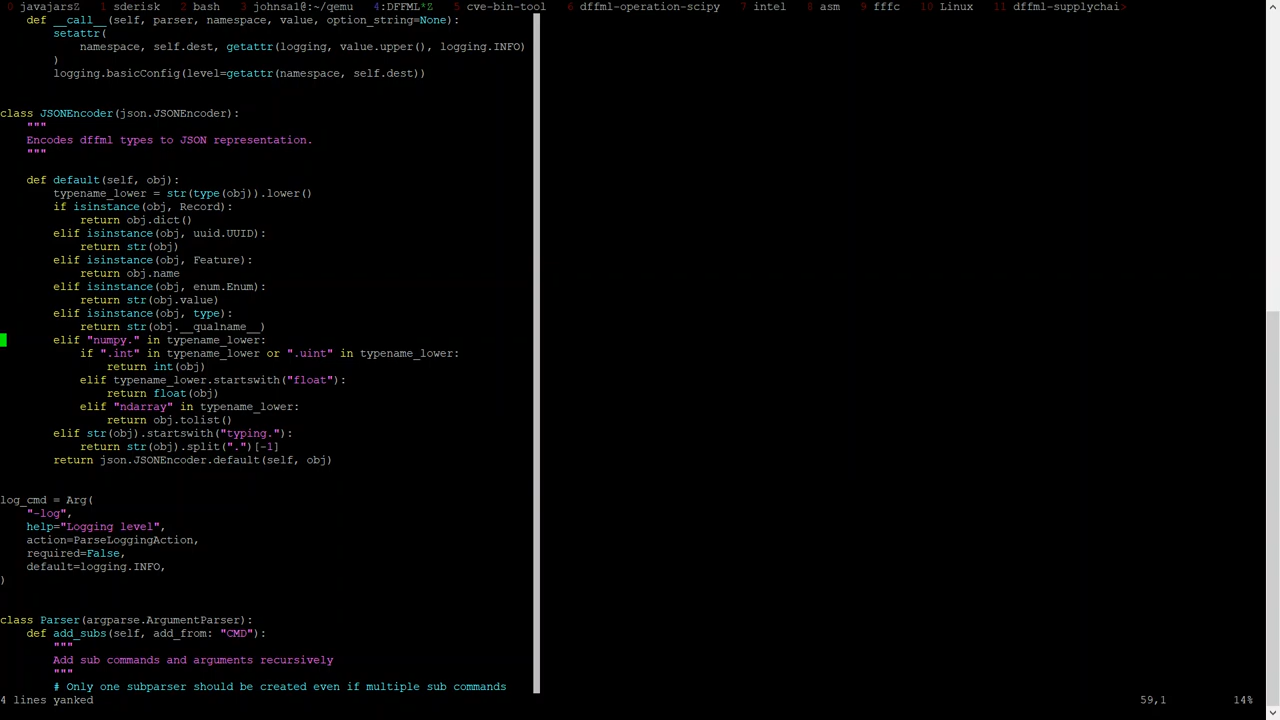 0 javajarsZ 1 sderisk 2 bash 3 johnsal@:~/qemu 4:DFFML*Z 5 cve-bin-tool 6 dffml-operation-scipy 7 intel 8 asm 9 fffc 10 Linux 11 dffml-supplychai>
    def __call__(self, parser, namespace, value, option_string=None):
        setattr(
            namespace, self.dest, getattr(logging, value.upper(), logging.INFO)
        )
        logging.basicConfig(level=getattr(namespace, self.dest))
class JSONEncoder(json.JSONEncoder):
    """
    Encodes dffml types to JSON representation.
    """
    def default(self, obj):
        typename_lower = str(type(obj)).lower()
        if isinstance(obj, Record):
            return obj.dict()
        elif isinstance(obj, uuid.UUID):
            return str(obj)
        elif isinstance(obj, Feature):
            return obj.name
        elif isinstance(obj, enum.Enum):
            return str(obj.value)
        elif isinstance(obj, type):
            return str(obj.__qualname__)
        elif "numpy." in typename_lower:
            if ".int" in typename_lower or ".uint" in typename_lower:
                return int(obj)
            elif typename_lower.startswith("float"):
                return float(obj)
            elif "ndarray" in typename_lower:
                return obj.tolist()
        elif str(obj).startswith("typing."):
            return str(obj).split(".")[-1]
        return json.JSONEncoder.default(self, obj)
log_cmd = Arg(
    "-log",
    help="Logging level",
    action=ParseLoggingAction,
    required=False,
    default=logging.INFO,
)
class Parser(argparse.ArgumentParser):
    def add_subs(self, add_from: "CMD"):
        """
        Add sub commands and arguments recursively
        """
        # Only one subparser should be created even if multiple sub commands
4 lines yanked 59,1 14%